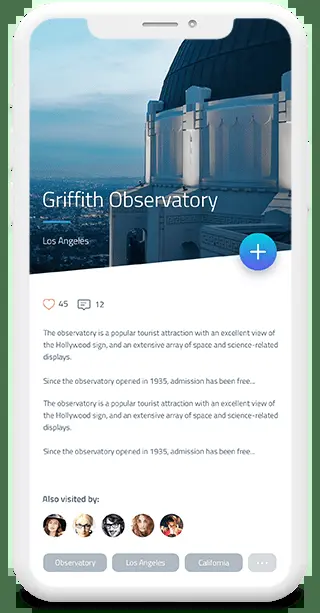 Griffith Observatory
Los Angeles
45 12
The observatory is a popular tourist attraction with an excellent view of
the Hollywood sign, and an extensive array of space and science-related
displays.
Since the observatory opened in 1935, admission has been free...
The observatory is a popular tourist attraction with an excellent view of
the Hollywood sign, and an extensive array of space and science-related
displays.
Since the observatory opened in 1935, admission has been free...
Also visited by:
Observatory Los Angeles California ...